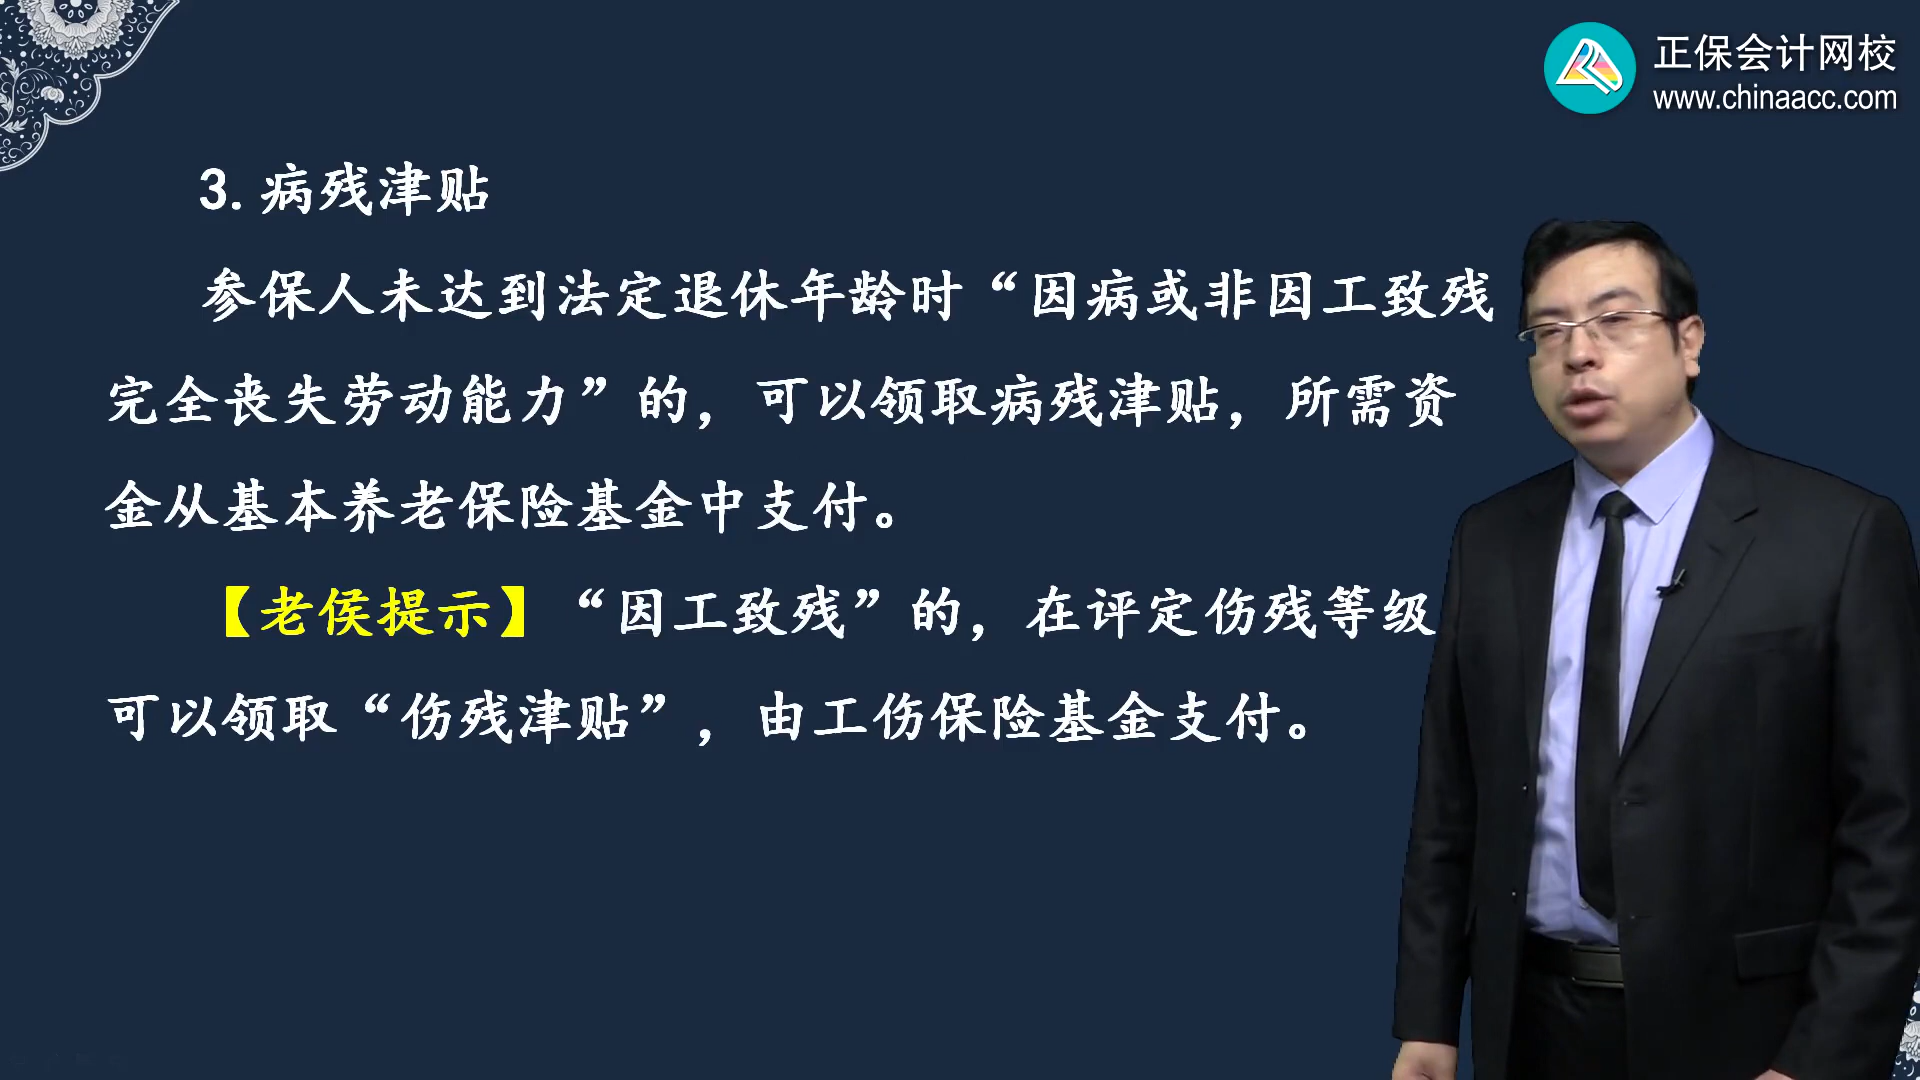 正保会计网校
www.chinaacc.com
3.病残津贴
参保人未达到法定退休年龄时“因病或非因工致残
完全丧失劳动能力”的，可以领取病残津贴，所需资
金从基本养老保险基金中支付。
【老侯提示】“因工致残”的，在评定伤残等级
可以领取“伤残津贴”，由工伤保险基金支付。